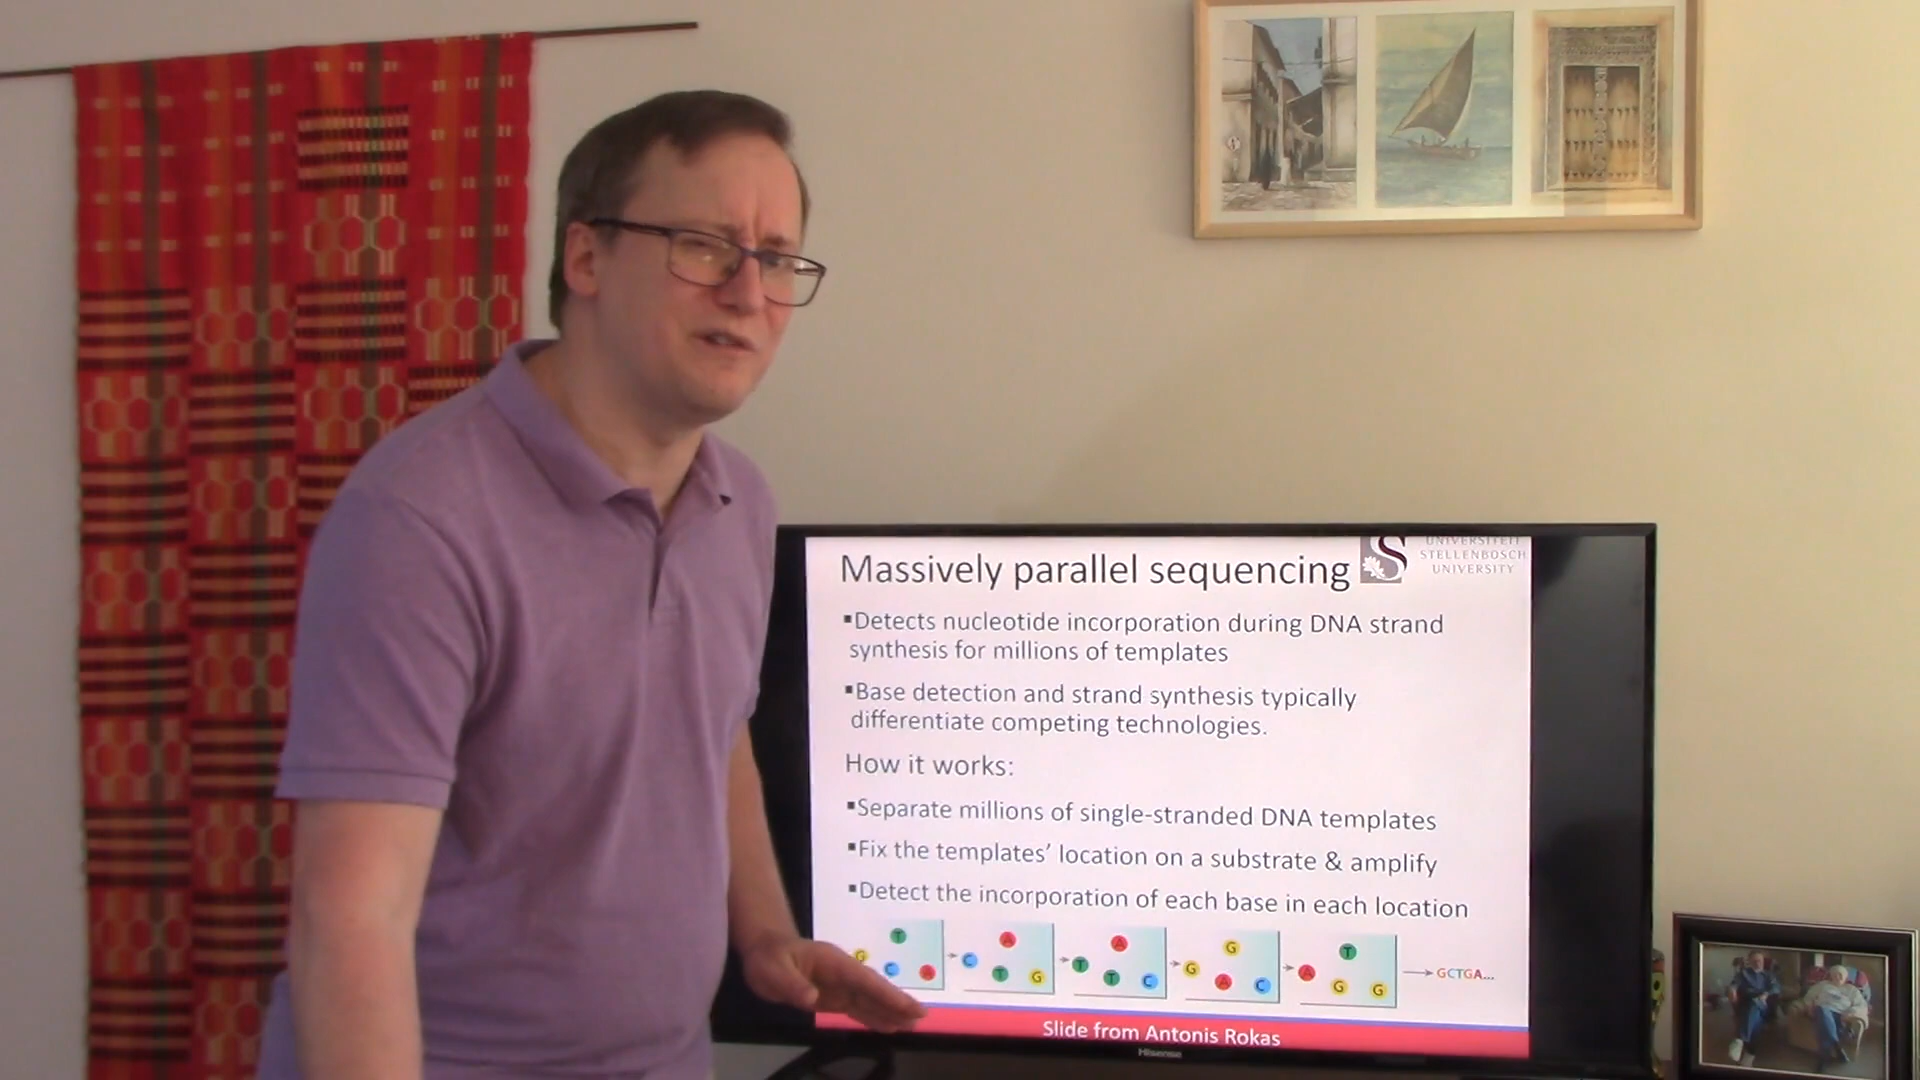 Massively parallel sequencing
UNIVERSITEIT
STELLENBOSCH
UNIVERSITY
▪Detects nucleotide incorporation during DNA strand
synthesis for millions of templates
▪Base detection and strand synthesis typically
differentiate competing technologies.
How it works:
▪Separate millions of single-stranded DNA templates
▪Fix the templates' location on a substrate & amplify
▪Detect the incorporation of each base in each location
G T C A
C A T G
T A T C
G G A C
A T G G
GCTGA...
Slide from Antonis Rokas
Hisense